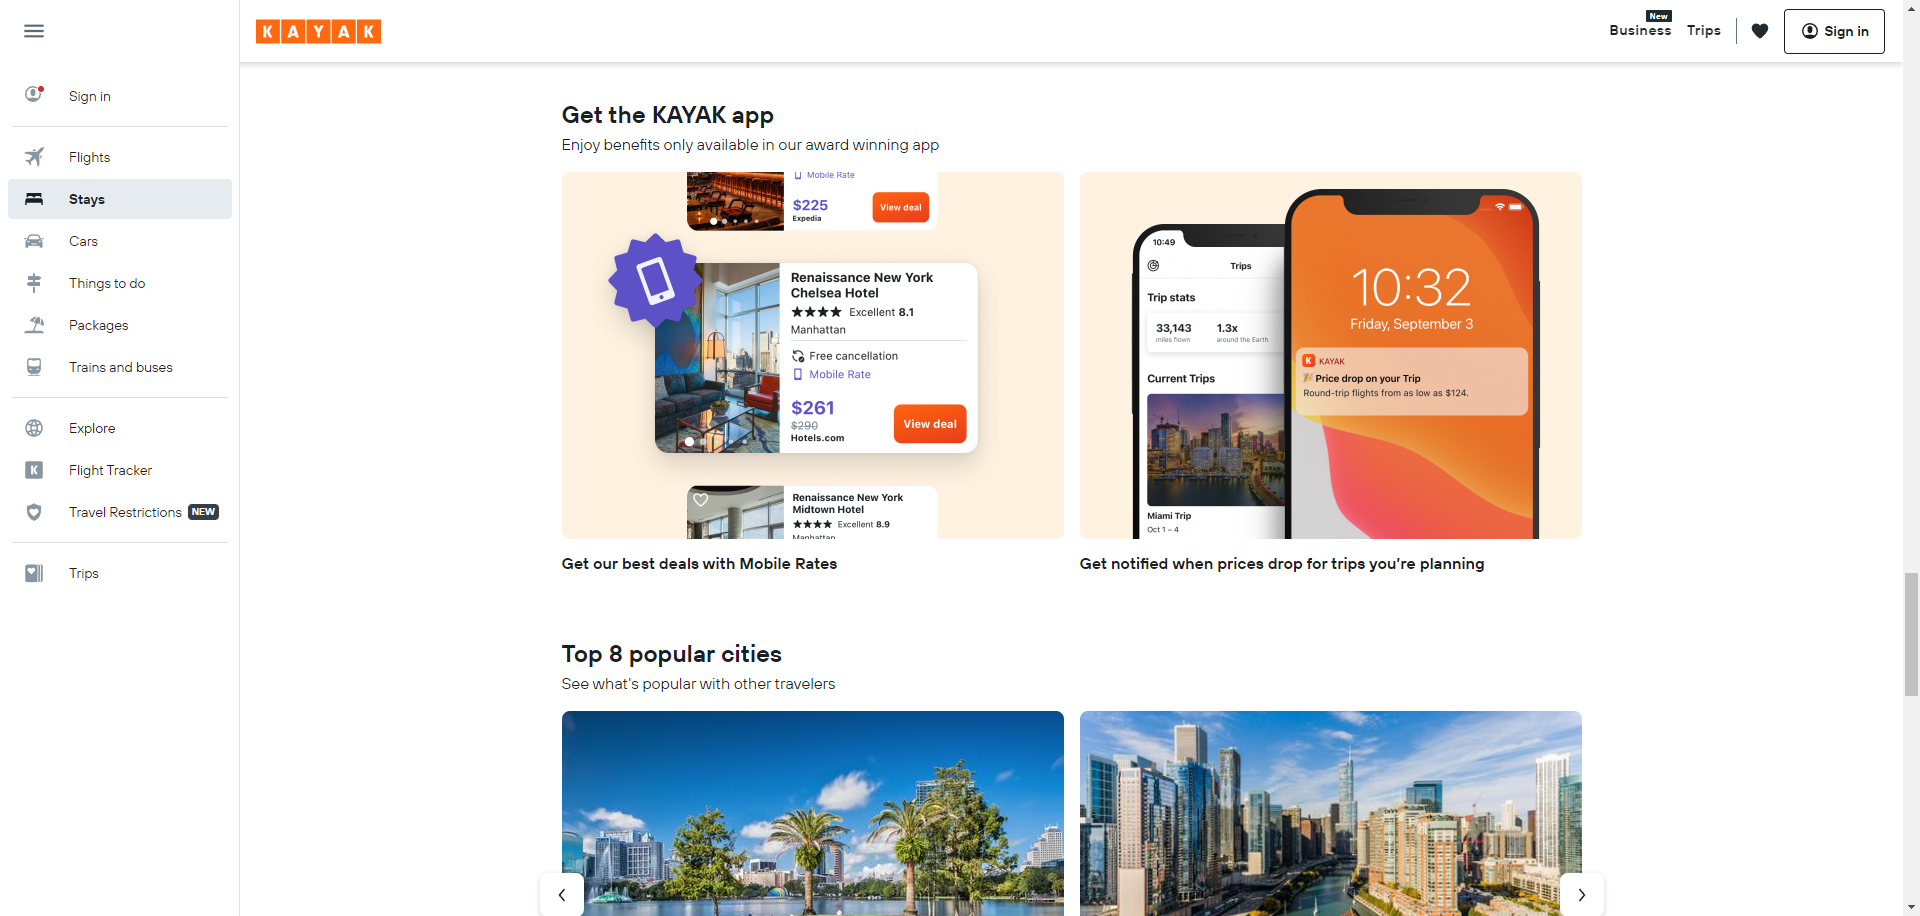 KAYAK
New
Business
Trips
Sign in
Sign in
Flights
Stays
Cars
Things to do
Packages
Trains and buses
Explore
K
Flight Tracker
Travel Restrictions NEW
Trips
Get the KAYAK app
Enjoy benefits only available in our award winning app
Mobile Rate
$225
Expedia
View deal
Renaissance New York
Chelsea Hotel
★★★★ Excellent 8.1
Manhattan
Free cancellation
Mobile Rate
$261
$290
Hotels.com
View deal
Renaissance New York
Midtown Hotel
★★★★ Excellent 8.9
Manhattan
Get our best deals with Mobile Rates
10:49
Trips
Trip stats
33,143
miles flown
1.3x
around the Earth
Current Trips
Miami Trip
Oct 1 – 4
10:32
Friday, September 3
K KAYAK
🎉 Price drop on your Trip
Round-trip flights from as low as $124.
Get notified when prices drop for trips you're planning
Top 8 popular cities
See what's popular with other travelers